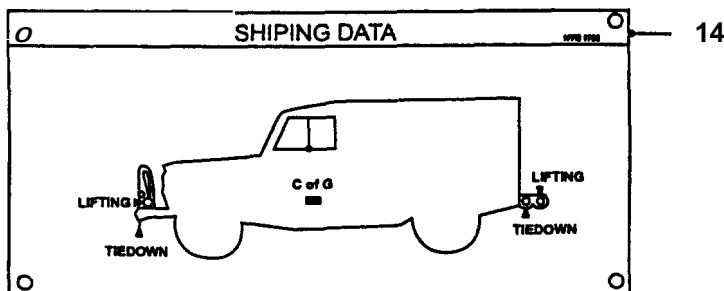 SHIPING DATA
14
C of G
LIFTING
LIFTING
TIEDOWN
TIEDOWN